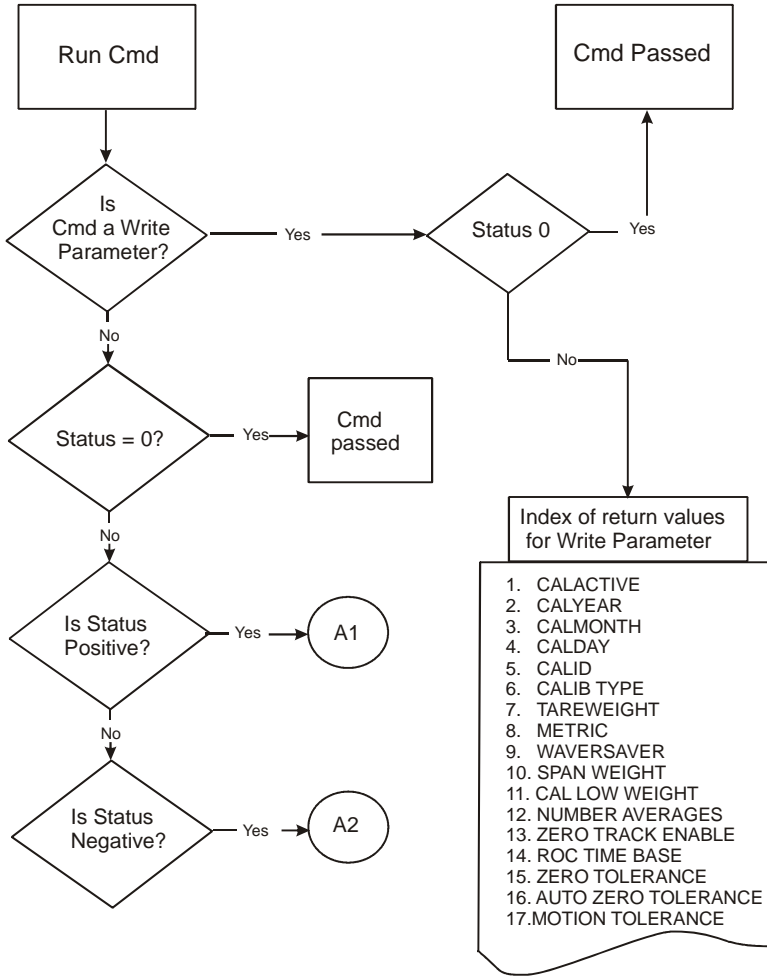 Run Cmd
Cmd Passed
Is
Cmd a Write
Parameter?
Yes
Status 0
Yes
No
No
Status = 0?
Yes
Cmd
passed
No
Index of return values
for Write Parameter
Is Status
Positive?
Yes
A1
No
Is Status
Negative?
Yes
A2
1. CALACTIVE
2. CALYEAR
3. CALMONTH
4. CALDAY
5. CALID
6. CALIB TYPE
7. TAREWEIGHT
8. METRIC
9. WAVERSAVER
10. SPAN WEIGHT
11. CAL LOW WEIGHT
12. NUMBER AVERAGES
13. ZERO TRACK ENABLE
14. ROC TIME BASE
15. ZERO TOLERANCE
16. AUTO ZERO TOLERANCE
17.MOTION TOLERANCE